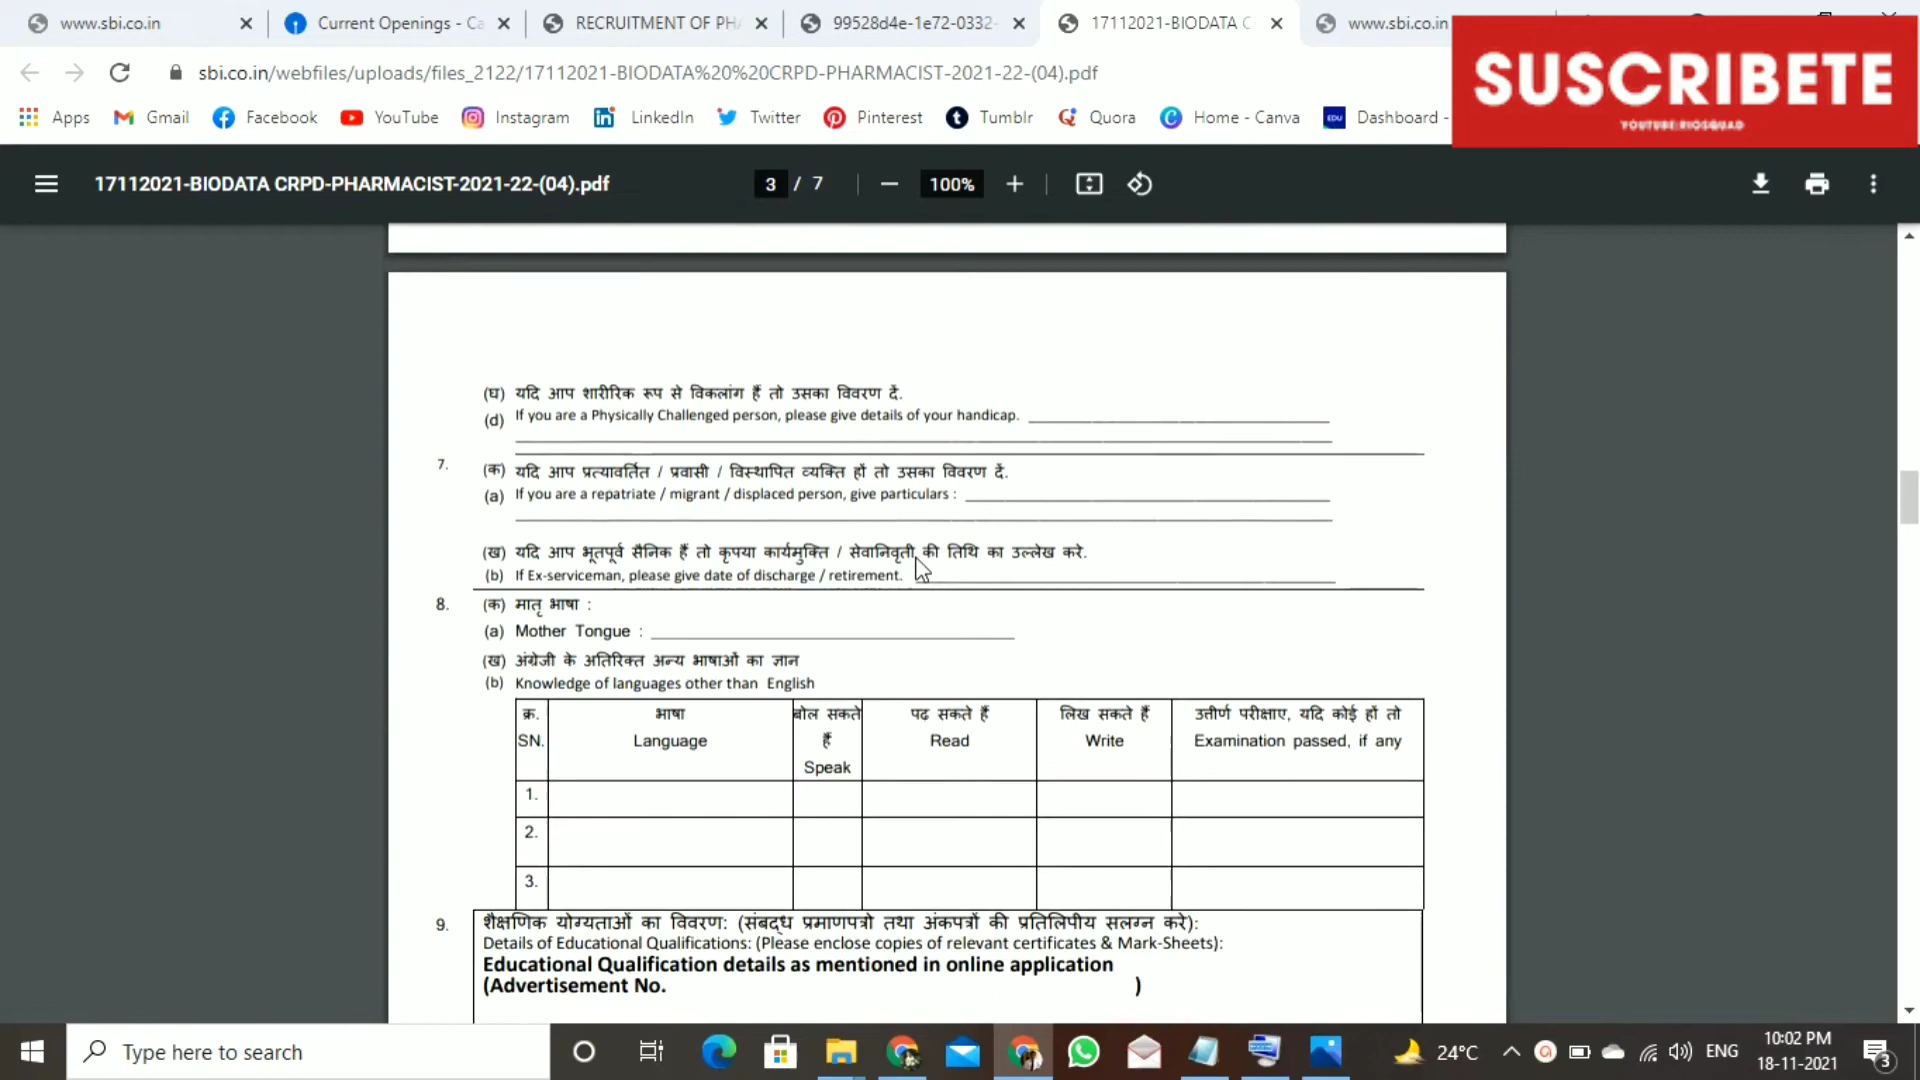 www.sbi.co.in
Current Openings - Ca
RECRUITMENT OF PHA
99528d4e-1e72-0332-
17112021-BIODATA C
www.sbi.co.in
sbi.co.in/webfiles/uploads/files_2122/17112021-BIODATA%20%20CRPD-PHARMACIST-2021-22-(04).pdf
SUSCRIBETE
YOUTUBE:RIOSQUAD
Apps Gmail Facebook YouTube Instagram LinkedIn Twitter Pinterest Tumblr Quora Home - Canva EDU Dashboard -
17112021-BIODATA CRPD-PHARMACIST-2021-22-(04).pdf 3 / 7 100%
(घ) यदि आप शारीरिक रूप से विकलांग हैं तो उसका विवरण दें.
(d) If you are a Physically Challenged person, please give details of your handicap.
7. (क) यदि आप प्रत्यावर्तित / प्रवासी / विस्थापित व्यक्ति हों तो उसका विवरण दें.
(a) If you are a repatriate / migrant / displaced person, give particulars :
(ख) यदि आप भूतपूर्व सैनिक हैं तो कृपया कार्यमुक्ति / सेवानिवृती की तिथि का उल्लेख करे.
(b) If Ex-serviceman, please give date of discharge / retirement.
8. (क) मातृ भाषा :
(a) Mother Tongue :
(ख) अंग्रेजी के अतिरिक्त अन्य भाषाओं का ज्ञान
(b) Knowledge of languages other than English
क्र. भाषा बोल सकते पढ सकते हैं लिख सकते हैं उत्तीर्ण परीक्षाए, यदि कोई हों तो
SN. Language हैं Read Write Examination passed, if any
Speak
1.
2.
3.
9. शैक्षणिक योग्यताओं का विवरण: (संबद्ध प्रमाणपत्रो तथा अंकपत्रों की प्रतिलिपीय सलग्न करे):
Details of Educational Qualifications: (Please enclose copies of relevant certificates & Mark-Sheets):
Educational Qualification details as mentioned in online application
(Advertisement No. )
Type here to search
24°C
ENG
10:02 PM
18-11-2021
3